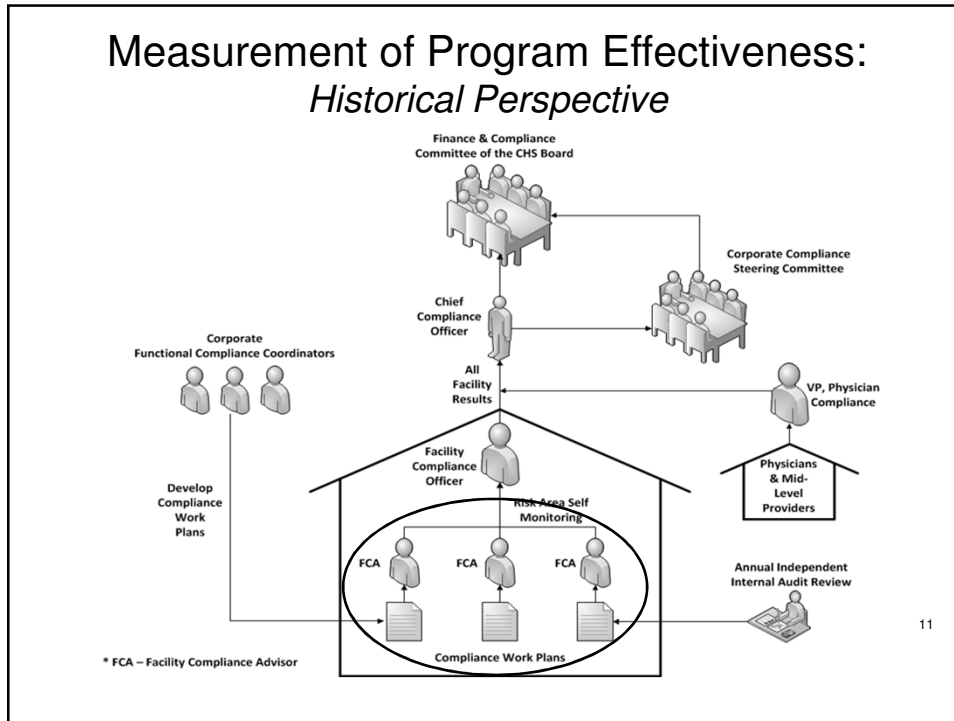 Measurement of Program Effectiveness:
Historical Perspective
Finance & Compliance
Committee of the CHS Board
Corporate Compliance
Steering Committee
Chief
Compliance
Officer
Corporate
Functional Compliance Coordinators
All
Facility
Results
VP, Physician
Compliance
Facility
Compliance
Officer
Physicians
& Mid-
Level
Providers
Develop
Compliance
Work
Plans
Risk Area Self
Monitoring
FCA
FCA
FCA
Annual Independent
Internal Audit Review
11
Compliance Work Plans
* FCA – Facility Compliance Advisor